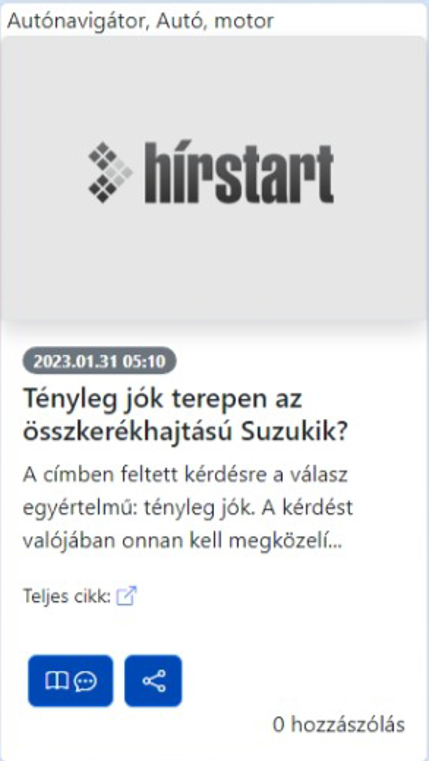 Autónavigátor, Autó, motor
hírstart
2023.01.31 05:10
Tényleg jók terepen az
összkerékhajtású Suzukik?
A címben feltett kérdésre a válasz
egyértelmű: tényleg jók. A kérdést
valójában onnan kell megközelí...
Teljes cikk:
0 hozzászólás